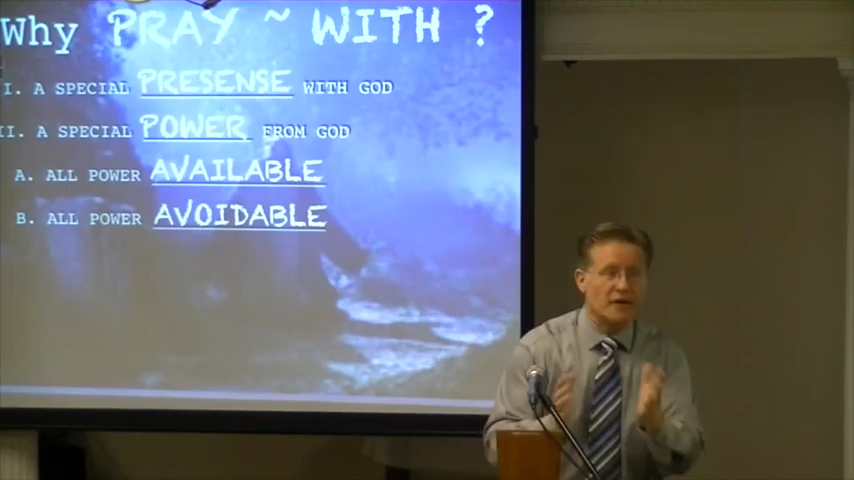 Why PRAY ~ WITH ?
I. A SPECIAL PRESENSE WITH GOD
II. A SPECIAL POWER FROM GOD
A. ALL POWER AVAILABLE
B. ALL POWER AVOIDABLE